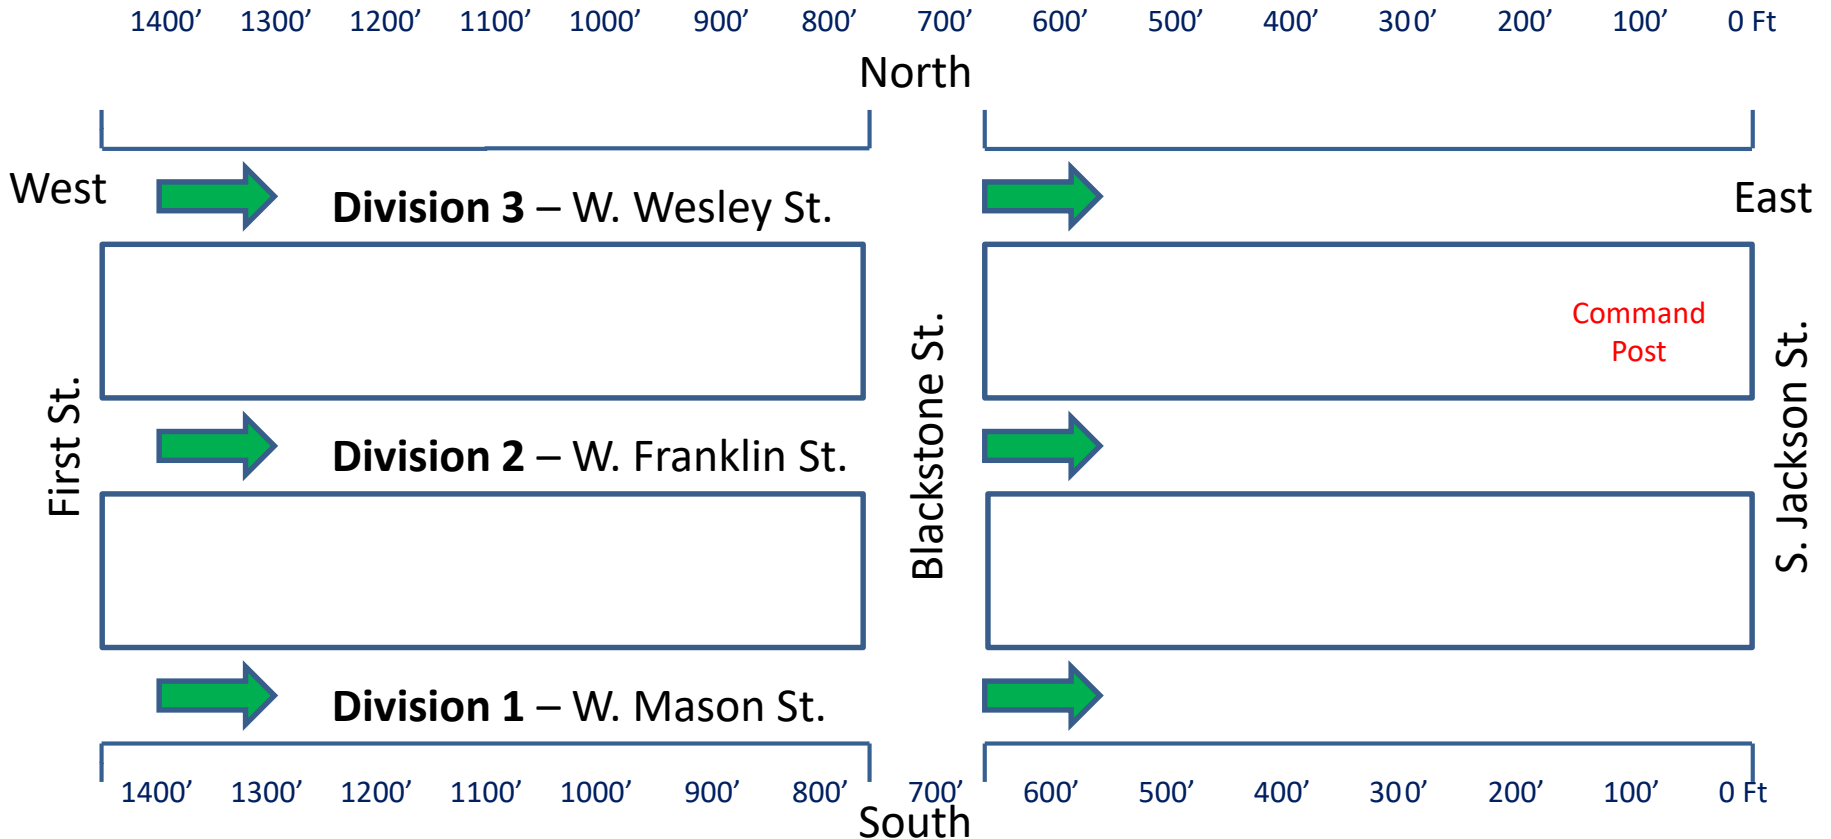 1400’ 1300’ 1200’ 1100’ 1000’ 900’ 800’ 700’ 600’ 500’ 400’ 300’ 200’ 100’ 0 Ft
North
West
Division 3 – W. Wesley St.
East
Command
Post
First St.
Division 2 – W. Franklin St.
Blackstone St.
S. Jackson St.
Division 1 – W. Mason St.
1400’ 1300’ 1200’ 1100’ 1000’ 900’ 800’ 700’ 600’ 500’ 400’ 300’ 200’ 100’ 0 Ft
South